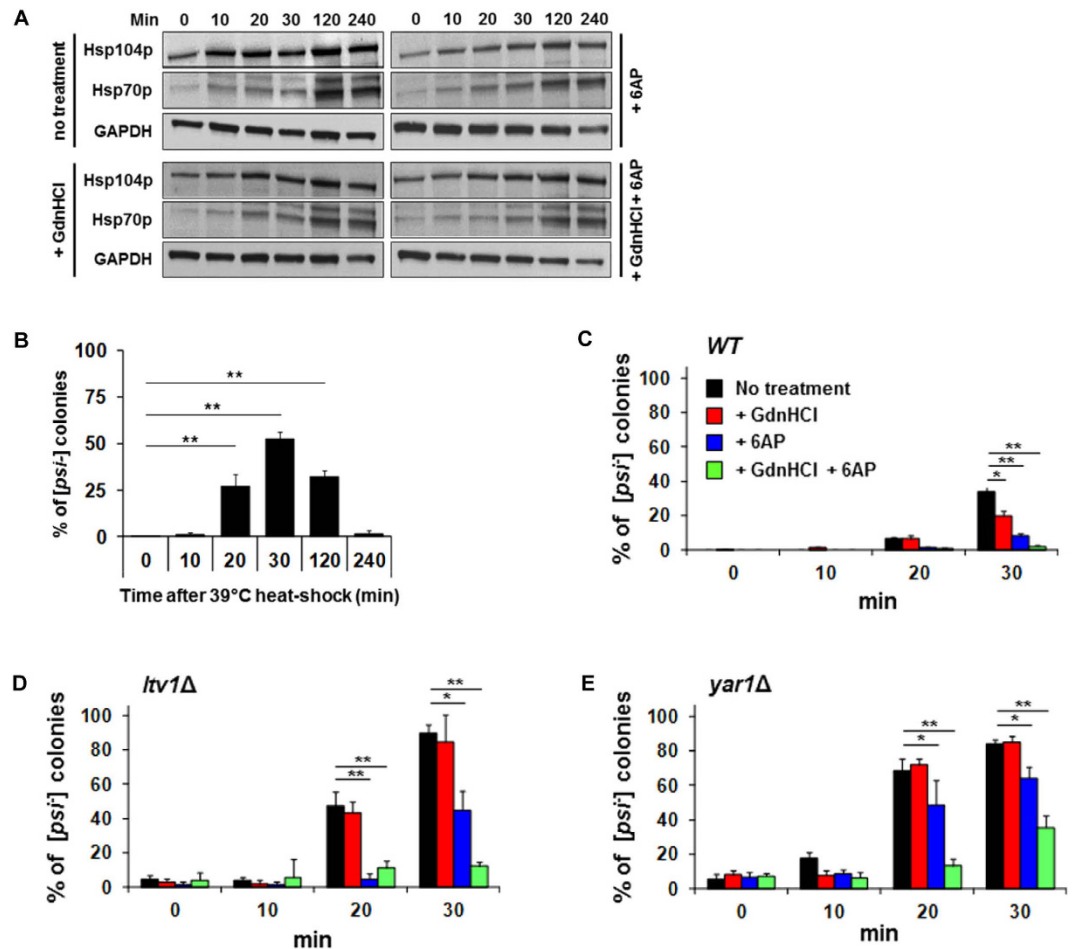 A
Min 0 10 20 30 120 240 0 10 20 30 120 240
no treatment
Hsp104p
Hsp70p
GAPDH
+ 6AP
+ GdnHCl
Hsp104p
Hsp70p
GAPDH
+ GdnHCl + 6AP
B
% of [psi-] colonies
100
75
50
25
0
** 
**
**
0 10 20 30 120 240
Time after 39°C heat-shock (min)
C
WT
% of [psi-] colonies
100
80
60
40
20
0
No treatment
+ GdnHCl
+ 6AP
+ GdnHCl + 6AP
**
**
*
0 10 20 30
min
D
ltv1Δ
% of [psi-] colonies
100
80
60
40
20
0
**
**
**
*
0 10 20 30
min
E
yar1Δ
% of [psi-] colonies
100
80
60
40
20
0
**
*
**
*
0 10 20 30
min